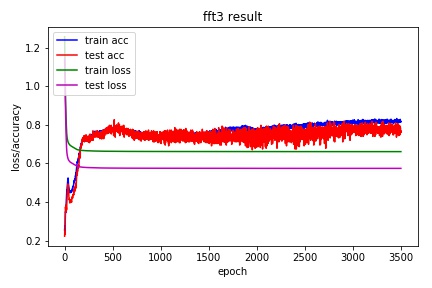 fft3 result
train acc
test acc
train loss
test loss
loss/accuracy
1.2
1.0
0.8
0.6
0.4
0.2
0
500
1000
1500
2000
2500
3000
3500
epoch